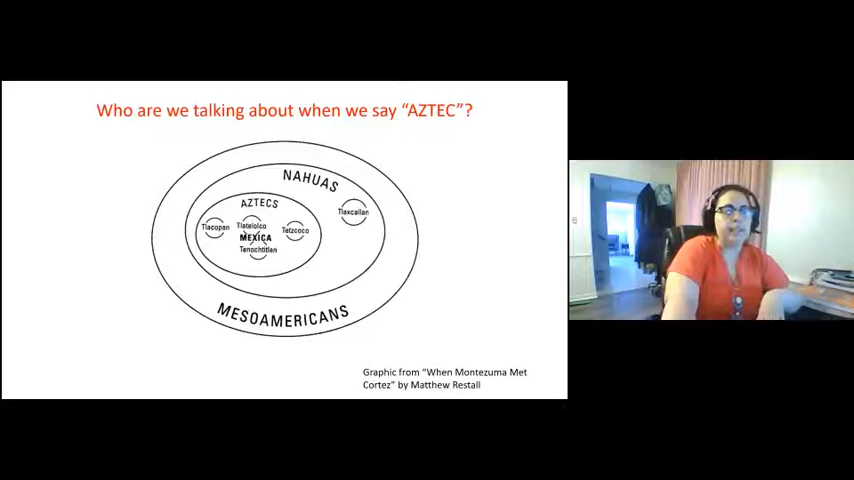 Who are we talking about when we say “AZTEC”?
NAHUAS
AZTECS
Tlaxcallan
Tlacopan
Tlatelolco
Tetzcoco
MEXICA
Tenochtitlan
MESOAMERICANS
Graphic from “When Montezuma Met
Cortez” by Matthew Restall